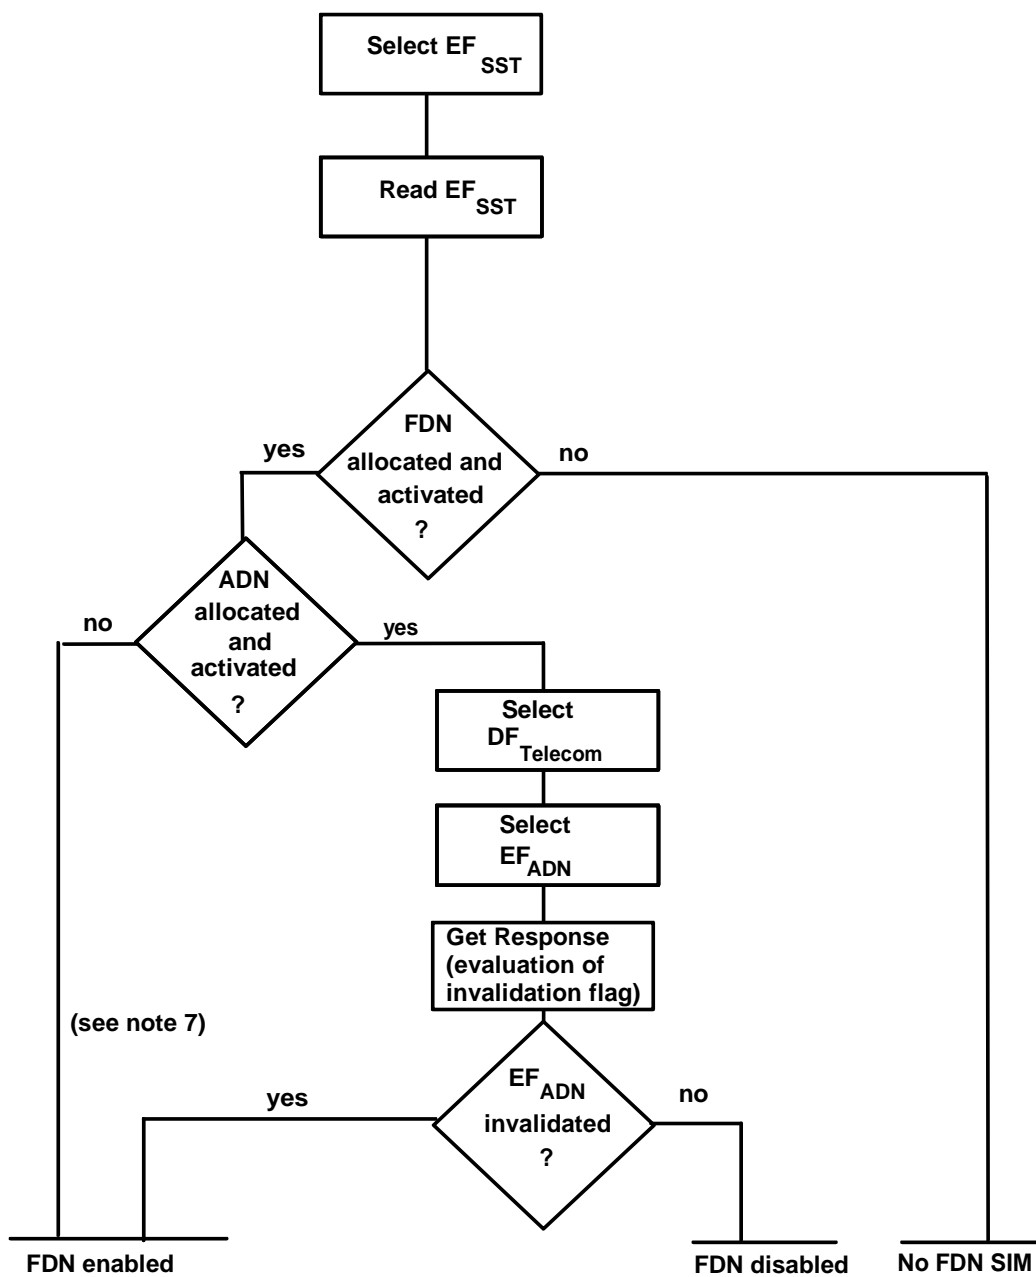 Select EF SST
Read EF SST
FDN
allocated and
activated
?
yes
no
ADN
allocated
and
activated
?
no
yes
Select
DF Telecom
Select
EF ADN
Get Response
(evaluation of
invalidation flag)
(see note 7)
EF ADN
invalidated
?
yes
no
FDN enabled
FDN disabled
No FDN SIM